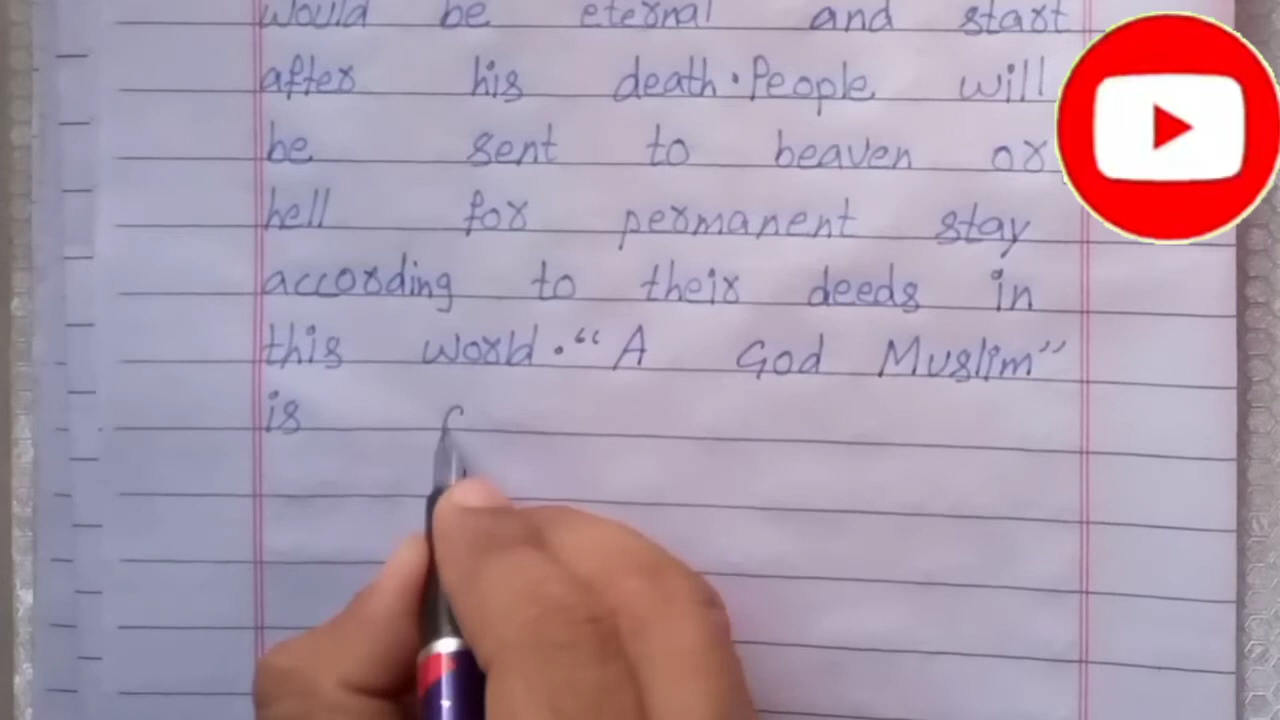 would be eternal and start
after his death. People will
be sent to beaven or
hell for permanent stay
according to their deeds in
this world. “A God Muslim”
is